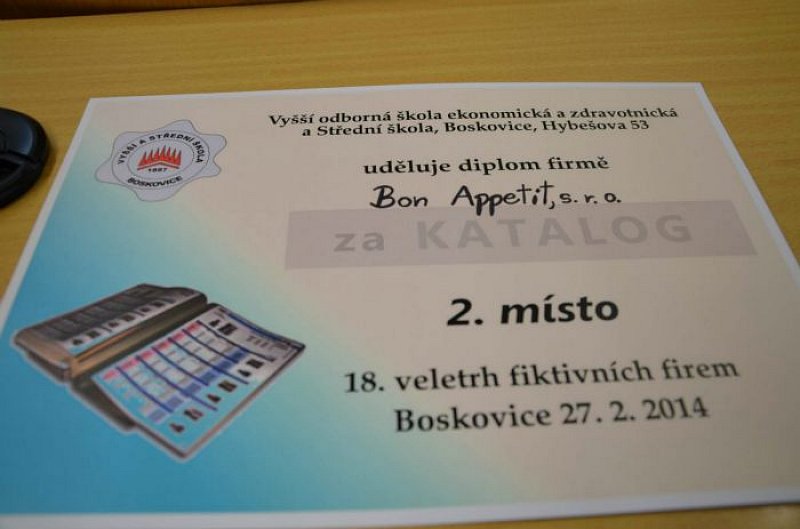 Vyšší odborná škola ekonomická a zdravotnická
a Střední škola, Boskovice, Hybešova 53
VYŠŠÍ A STŘEDNÍ ŠKOLA
1887
BOSKOVICE
uděluje diplom firmě
Bon Appetit, s. r. o.
za KATALOG
2. místo
18. veletrh fiktivních firem
Boskovice 27. 2. 2014